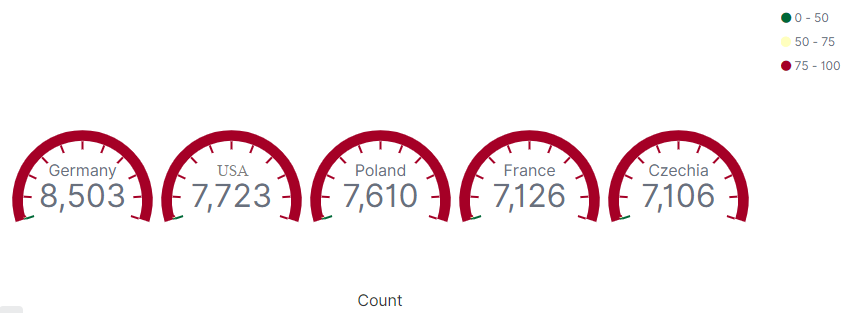 0 - 50
50 - 75
75 - 100
Germany USA Poland France Czechia
8,503 7,723 7,610 7,126 7,106
Count